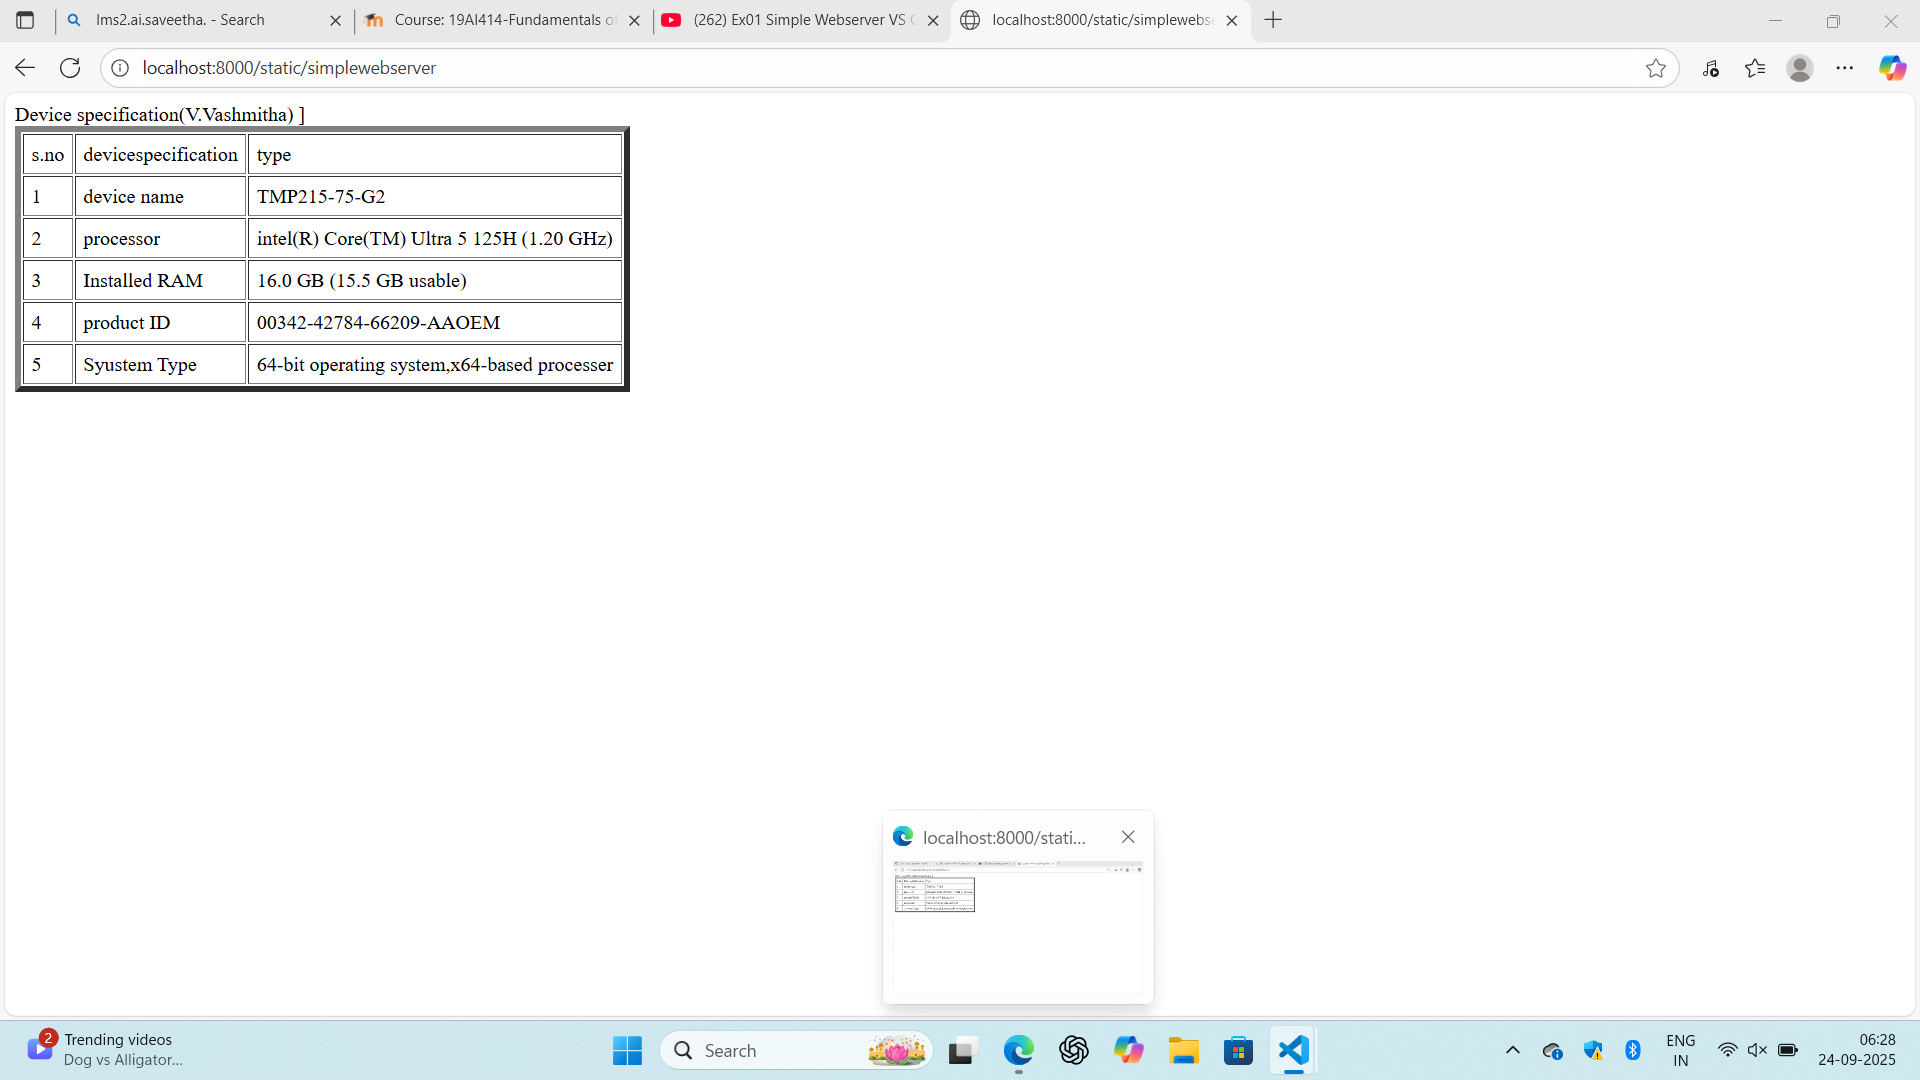 lms2.ai.saveetha. - Search
Course: 19AI414-Fundamentals o
(262) Ex01 Simple Webserver VS
localhost:8000/static/simplewebse
localhost:8000/static/simplewebserver
Device specification(V.Vashmitha) ]
s.no devicespecification type
1 device name TMP215-75-G2
2 processor intel(R) Core(TM) Ultra 5 125H (1.20 GHz)
3 Installed RAM 16.0 GB (15.5 GB usable)
4 product ID 00342-42784-66209-AAOEM
5 Syustem Type 64-bit operating system,x64-based processer
localhost:8000/stati...
2
Trending videos
Dog vs Alligator...
Search
ENG
IN
06:28
24-09-2025